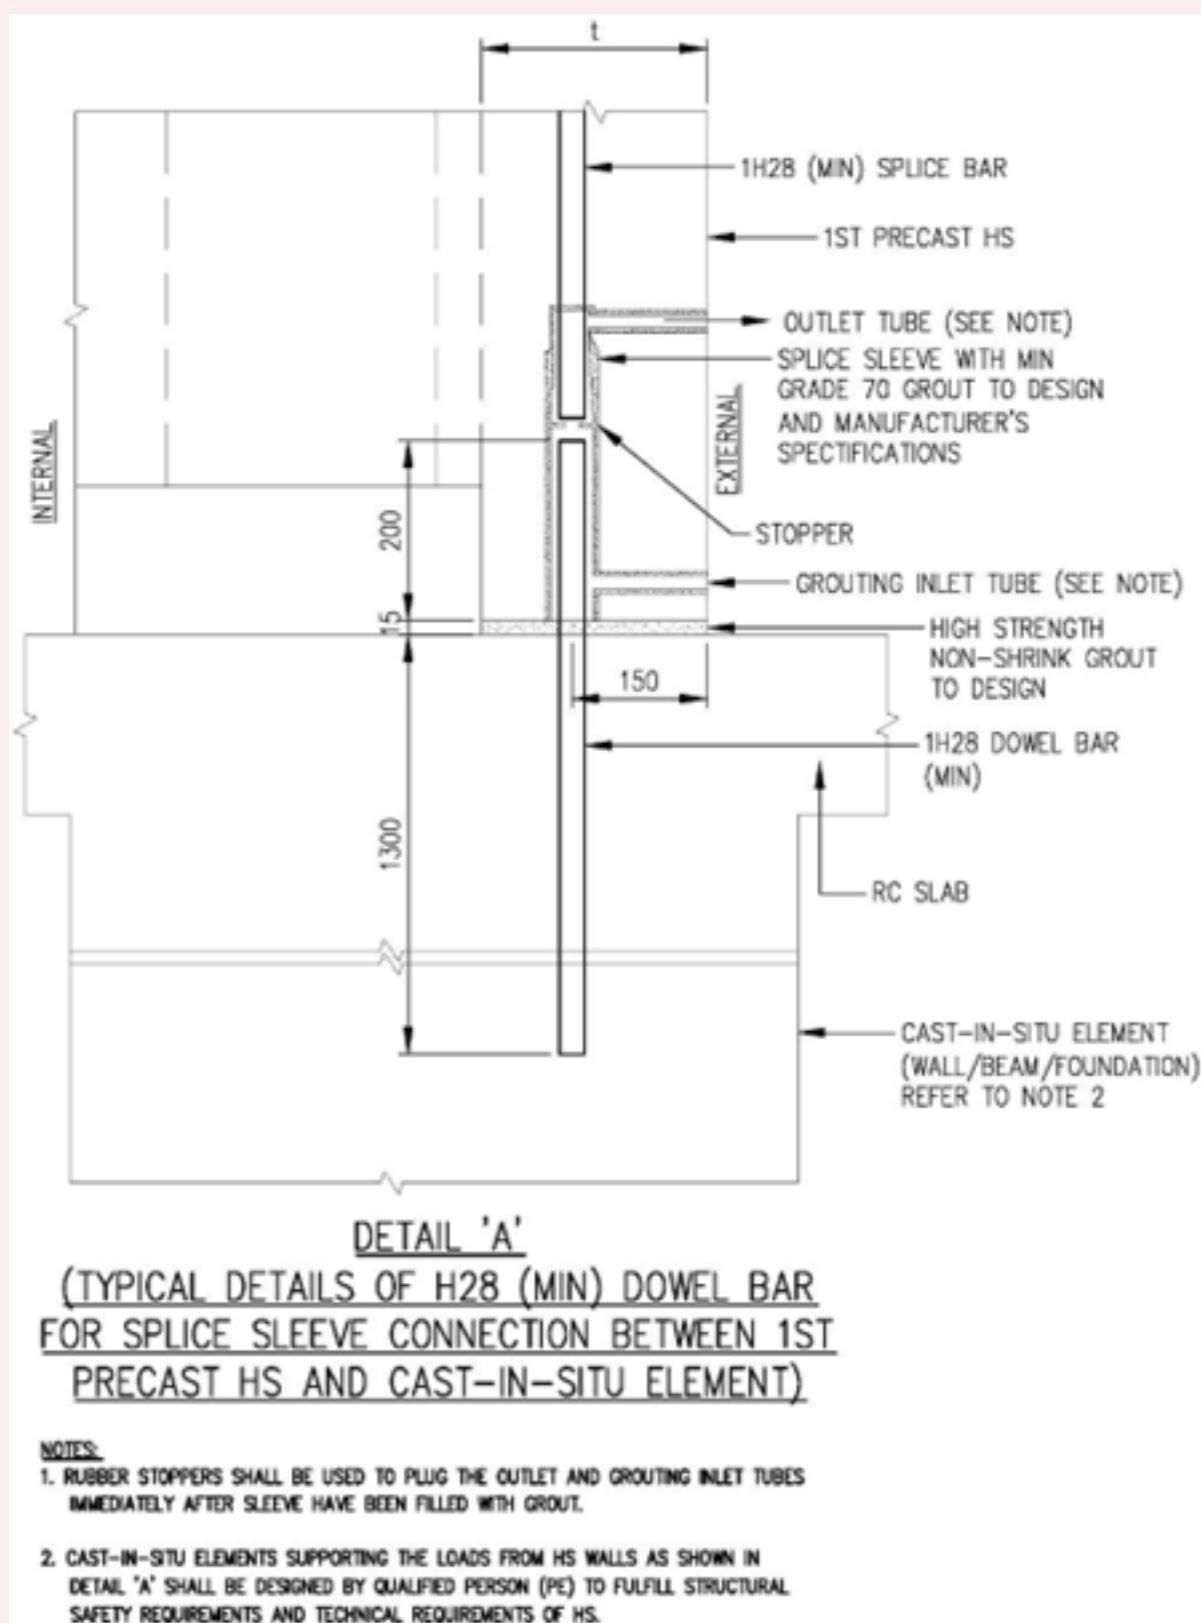 t
1H28 (MIN) SPLICE BAR
1ST PRECAST HS
OUTLET TUBE (SEE NOTE)
SPLICE SLEEVE WITH MIN
GRADE 70 GROUT TO DESIGN
AND MANUFACTURER'S
SPECTIFICATIONS
INTERNAL
EXTERNAL
STOPPER
200
GROUTING INLET TUBE (SEE NOTE)
15
HIGH STRENGTH
NON-SHRINK GROUT
TO DESIGN
150
1H28 DOWEL BAR
(MIN)
1300
RC SLAB
CAST-IN-SITU ELEMENT
(WALL/BEAM/FOUNDATION)
REFER TO NOTE 2
DETAIL 'A'
(TYPICAL DETAILS OF H28 (MIN) DOWEL BAR
FOR SPLICE SLEEVE CONNECTION BETWEEN 1ST
PRECAST HS AND CAST-IN-SITU ELEMENT)
NOTES:
1. RUBBER STOPPERS SHALL BE USED TO PLUG THE OUTLET AND GROUTING INLET TUBES
IMMEDIATELY AFTER SLEEVE HAVE BEEN FILLED WITH GROUT.
2. CAST-IN-SITU ELEMENTS SUPPORTING THE LOADS FROM HS WALLS AS SHOWN IN
DETAIL 'A' SHALL BE DESIGNED BY QUALIFIED PERSON (PE) TO FULFILL STRUCTURAL
SAFETY REQUIREMENTS AND TECHNICAL REQUIREMENTS OF HS.